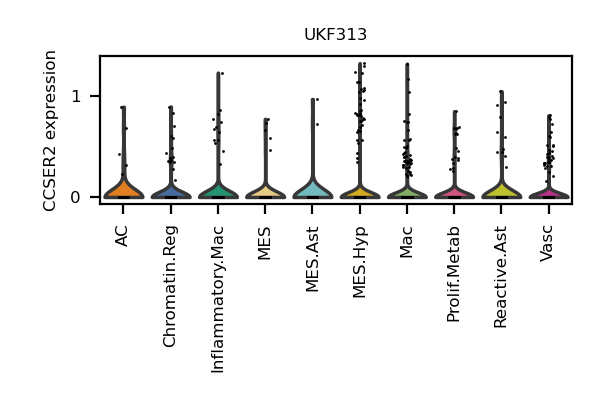 UKF313
CCSER2 expression
1
0
AC
Chromatin.Reg
Inflammatory.Mac
MES
MES.Ast
MES.Hyp
Mac
Prolif.Metab
Reactive.Ast
Vasc